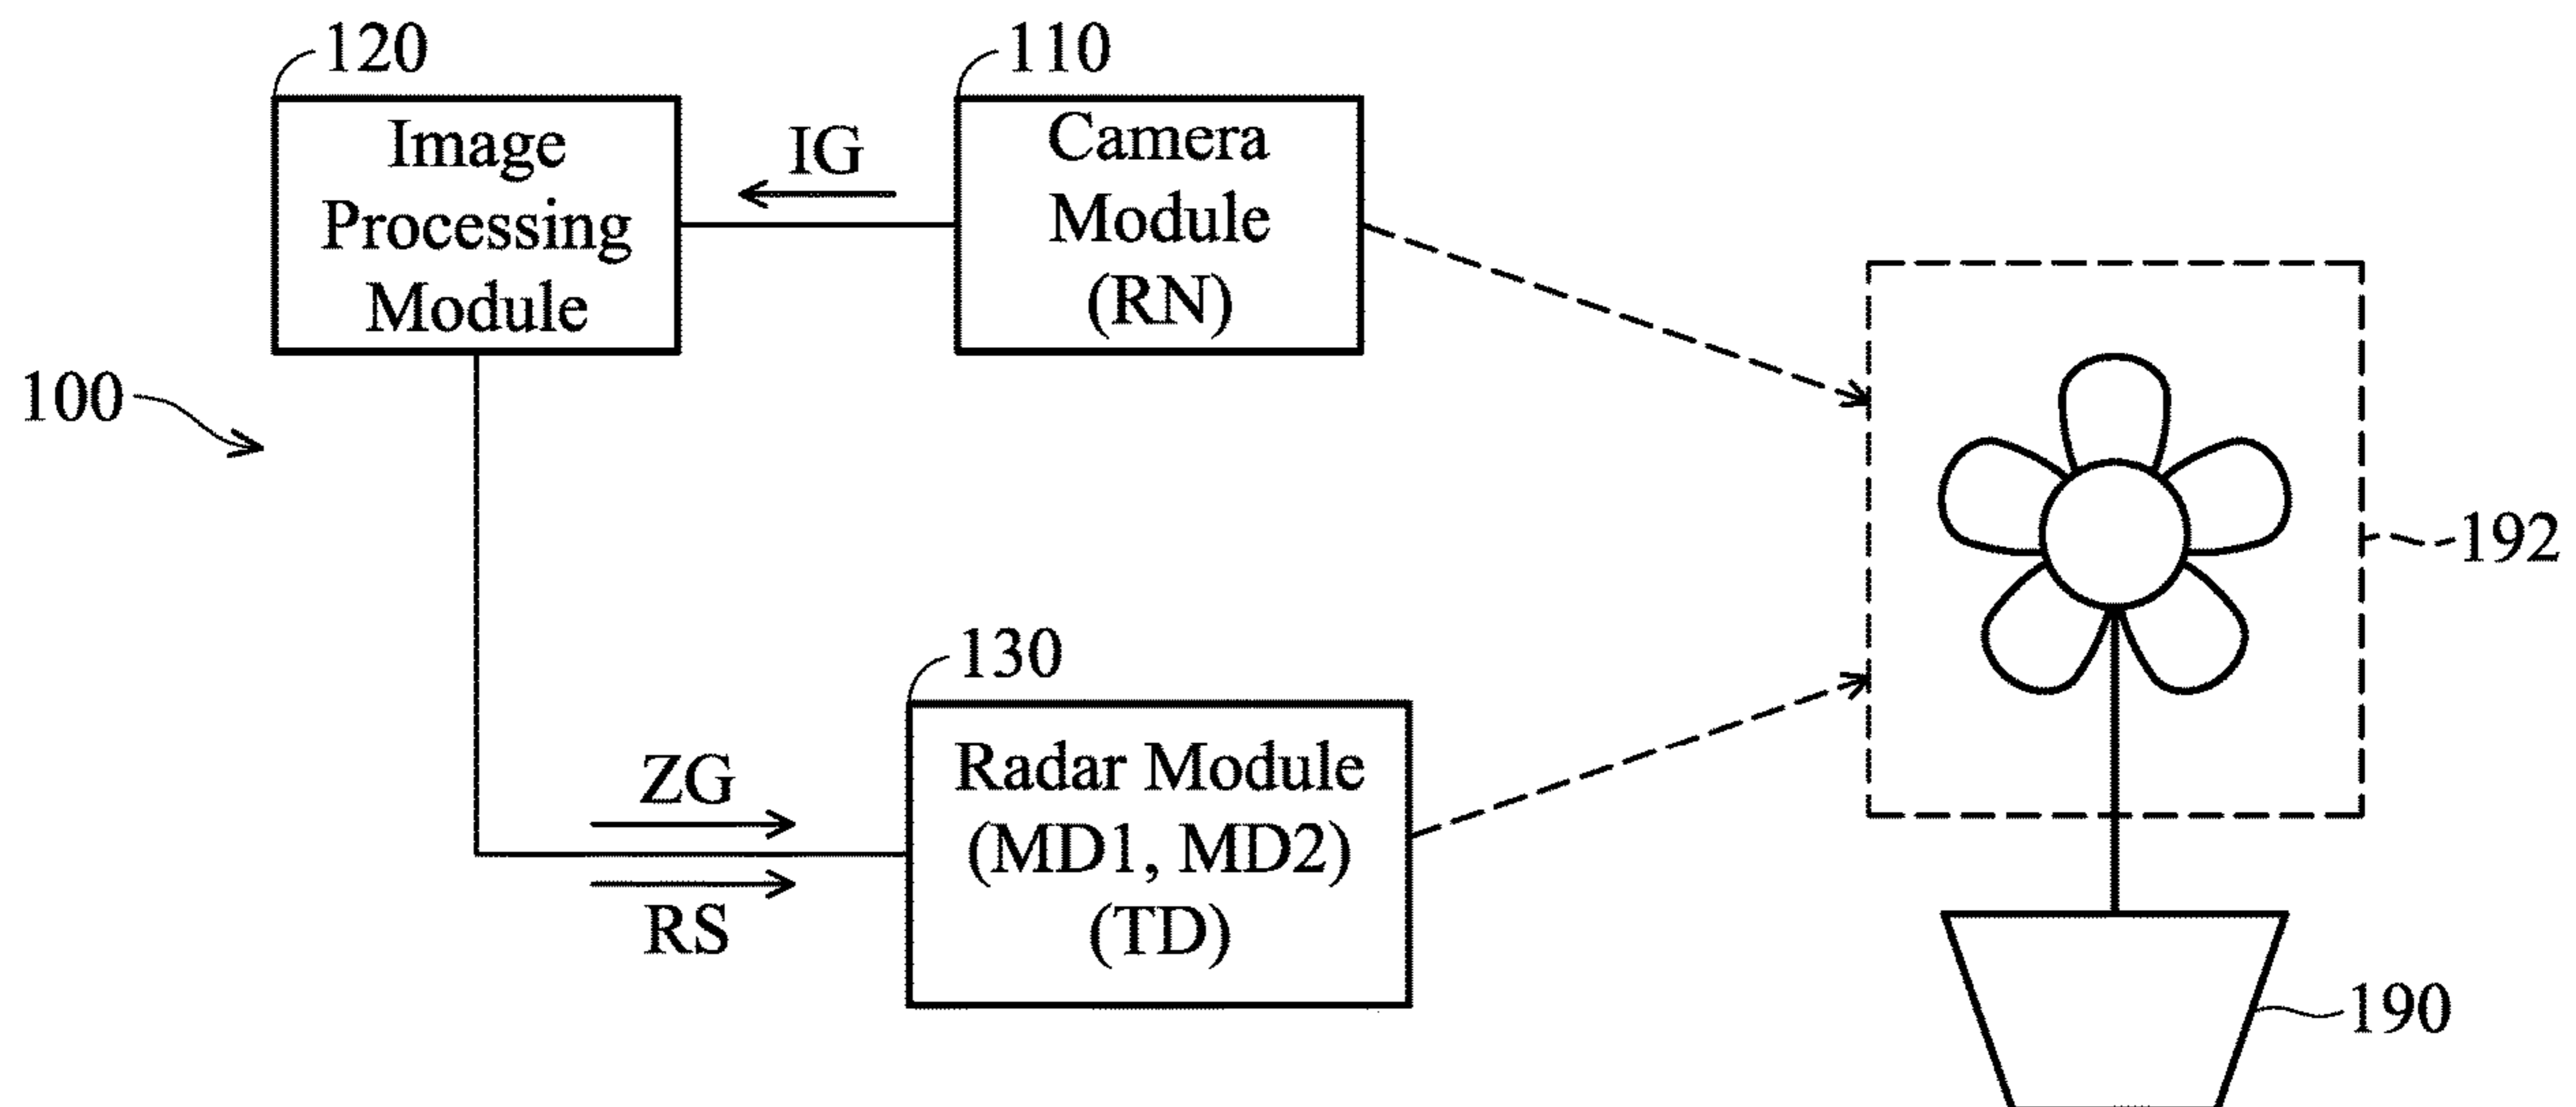 120
Image
Processing
Module
IG
110
Camera
Module
(RN)
100
192
130
ZG
RS
Radar Module
(MD1, MD2)
(TD)
190